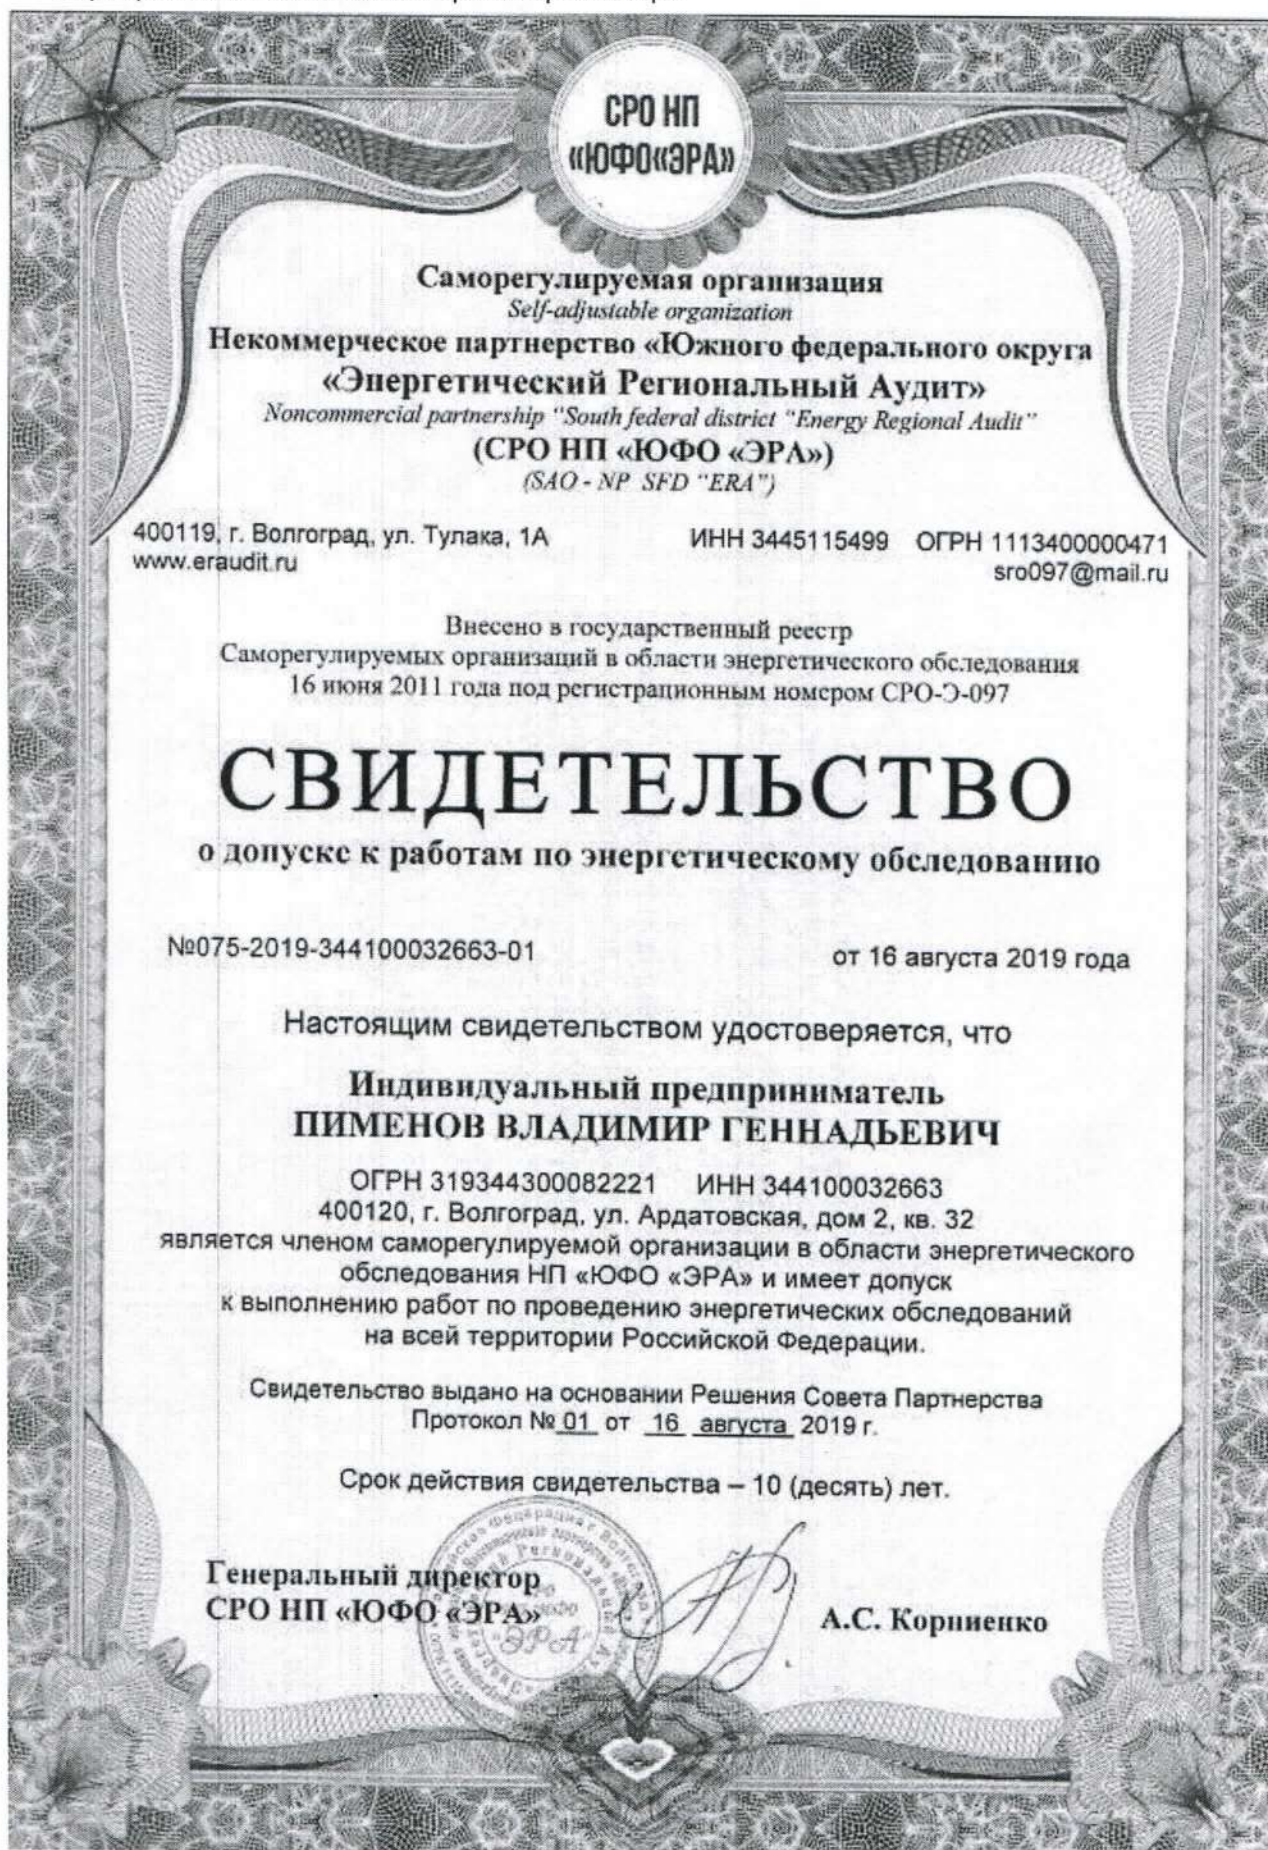 СРО НП
«ЮФО«ЭРА»
Саморегулируемая организация
Self-adjustable organization
Некоммерческое партнерство «Южного федерального округа
«Энергетический Региональный Аудит»
Noncommercial partnership "South federal district "Energy Regional Audit"
(СРО НП «ЮФО «ЭРА»)
(SAO - NP SFD "ERA")
400119, г. Волгоград, ул. Тулака, 1А ИНН 3445115499 ОГРН 1113400000471
www.eraudit.ru sro097@mail.ru
Внесено в государственный реестр
Саморегулируемых организаций в области энергетического обследования
16 июня 2011 года под регистрационным номером СРО-Э-097
СВИДЕТЕЛЬСТВО
о допуске к работам по энергетическому обследованию
№075-2019-344100032663-01 от 16 августа 2019 года
Настоящим свидетельством удостоверяется, что
Индивидуальный предприниматель
ПИМЕНОВ ВЛАДИМИР ГЕННАДЬЕВИЧ
ОГРН 319344300082221 ИНН 344100032663
400120, г. Волгоград, ул. Ардатовская, дом 2, кв. 32
является членом саморегулируемой организации в области энергетического
обследования НП «ЮФО «ЭРА» и имеет допуск
к выполнению работ по проведению энергетических обследований
на всей территории Российской Федерации.
Свидетельство выдано на основании Решения Совета Партнерства
Протокол № 01 от 16 августа 2019 г.
Срок действия свидетельства – 10 (десять) лет.
Генеральный директор
СРО НП «ЮФО «ЭРА»
А.С. Корниенко
"ЭРА"